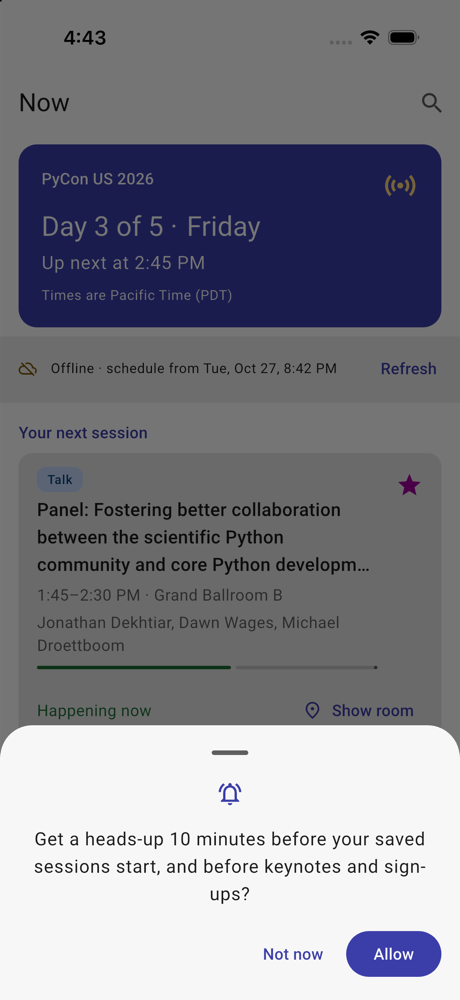 4:43
Now
PyCon US 2026
Day 3 of 5 · Friday
Up next at 2:45 PM
Times are Pacific Time (PDT)
Offline · schedule from Tue, Oct 27, 8:42 PM
Refresh
Your next session
Talk
Panel: Fostering better collaboration
between the scientific Python
community and core Python developm…
1:45–2:30 PM · Grand Ballroom B
Jonathan Dekhtiar, Dawn Wages, Michael
Droettboom
Happening now
Show room
Get a heads-up 10 minutes before your saved
sessions start, and before keynotes and sign-
ups?
Not now
Allow